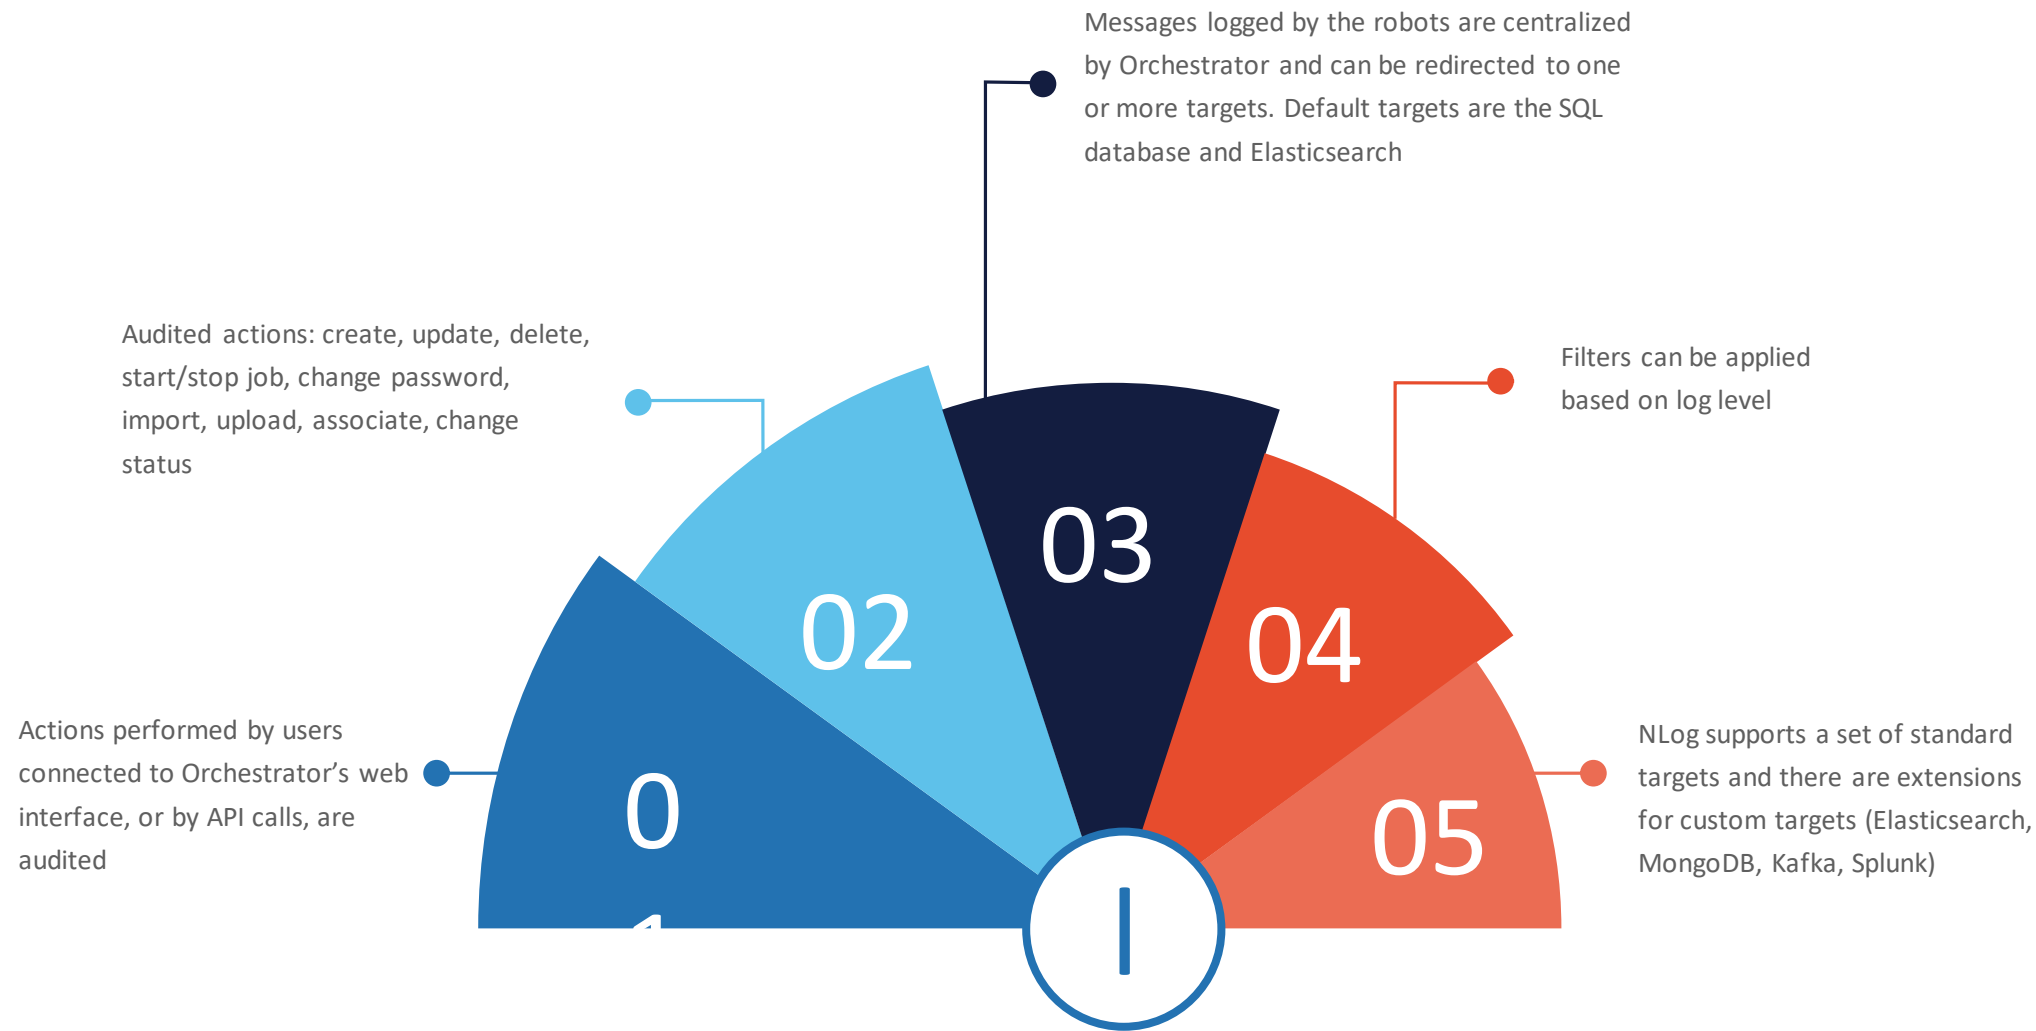 Messages logged by the robots are centralized
by Orchestrator and can be redirected to one
or more targets. Default targets are the SQL
database and Elasticsearch
Audited actions: create, update, delete,
start/stop job, change password,
import, upload, associate, change
status
Filters can be applied
based on log level
03
02
04
Actions performed by users
connected to Orchestrator’s web
interface, or by API calls, are
audited
0
1
NLog supports a set of standard
targets and there are extensions
for custom targets (Elasticsearch,
MongoDB, Kafka, Splunk)
05
I